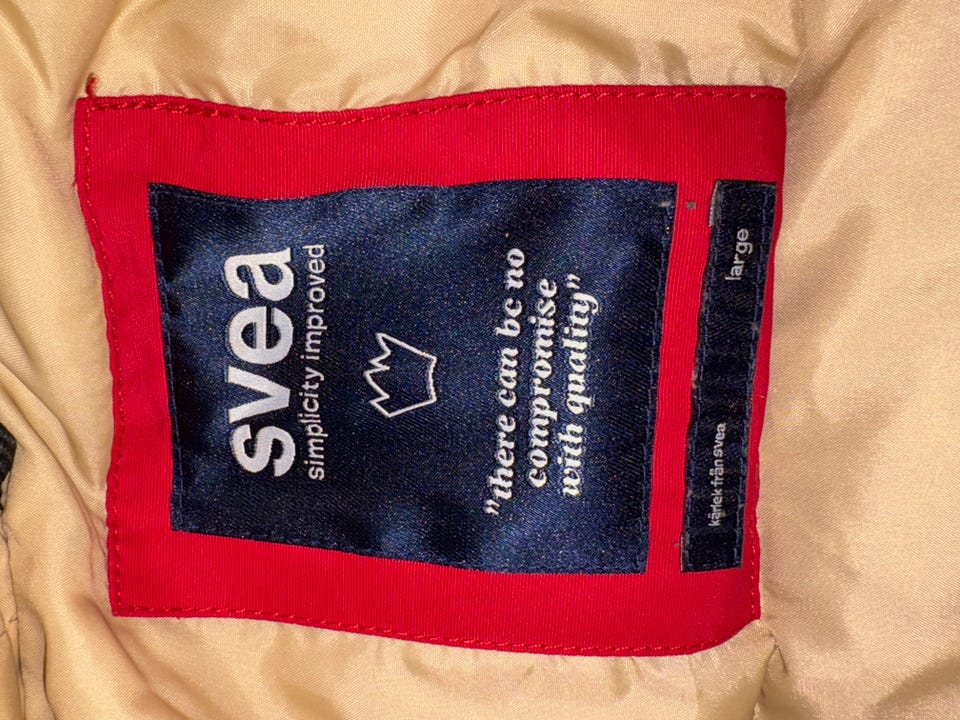 svea
simplicity improved
”there can be no
compromise
with quality”
kärlek från svea
large